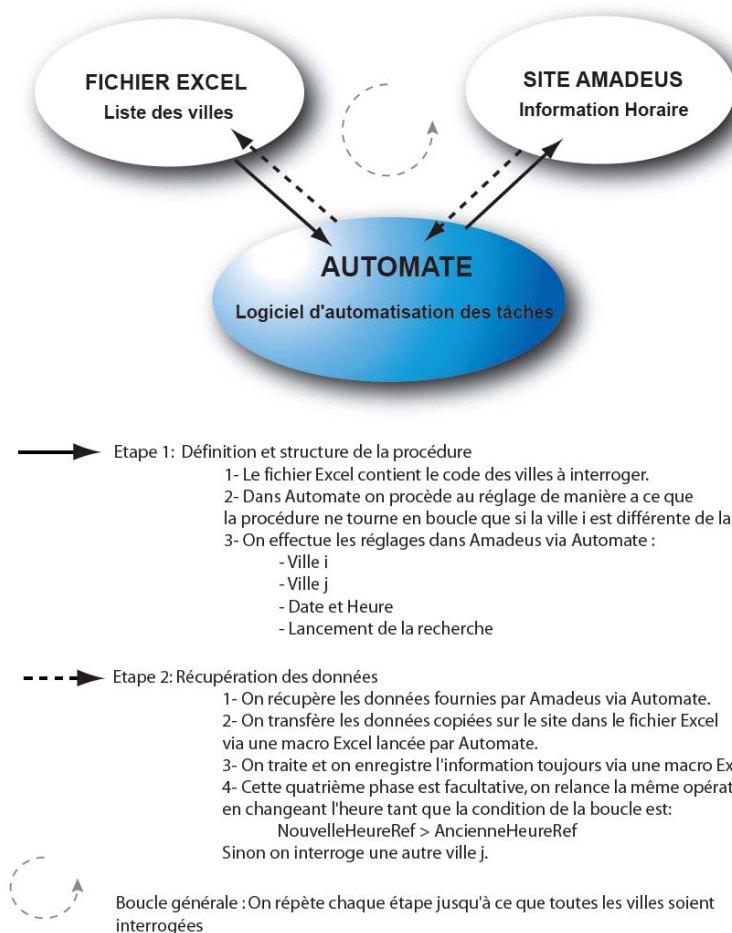 FICHIER EXCEL
Liste des villes
SITE AMADEUS
Information Horaire
AUTOMATE
Logiciel d'automatisation des tâches
Etape 1: Définition et structure de la procédure
1- Le fichier Excel contient le code des villes à interroger.
2- Dans Automate on procède au réglage de manière a ce que
la procédure ne tourne en boucle que si la ville i est différente de la
3- On effectue les réglages dans Amadeus via Automate :
- Ville i
- Ville j
- Date et Heure
- Lancement de la recherche
Etape 2: Récupération des données
1- On récupère les données fournies par Amadeus via Automate.
2- On transfère les données copiées sur le site dans le fichier Excel
via une macro Excel lancée par Automate.
3- On traite et on enregistre l'information toujours via une macro Ex
4- Cette quatrième phase est facultative, on relance la même opérat
en changeant l'heure tant que la condition de la boucle est:
NouvelleHeureRef > AncienneHeureRef
Sinon on interroge une autre ville j.
Boucle générale : On répète chaque étape jusqu'à ce que toutes les villes soient
interrogées